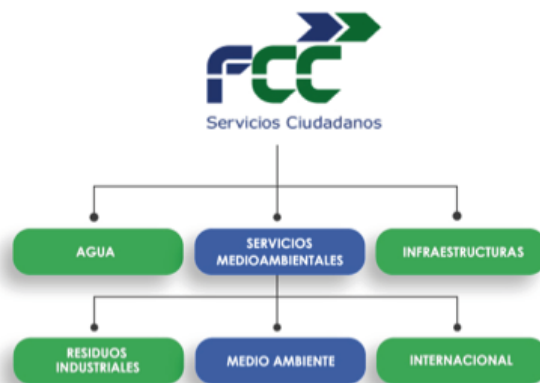 FCC
Servicios Ciudadanos
AGUA
SERVICIOS
MEDIOAMBIENTALES
INFRAESTRUCTURAS
RESIDUOS
INDUSTRIALES
MEDIO AMBIENTE
INTERNACIONAL